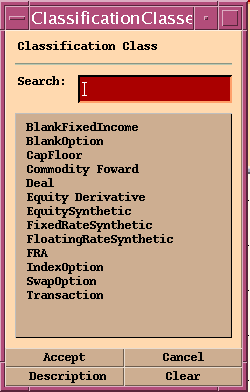 ClassificationClasse
Classification Class
Search:
BlankFixedIncome
BlankOption
CapFloor
Commodity Foward
Deal
Equity Derivative
EquitySynthetic
FixedRateSynthetic
FloatingRateSynthetic
FRA
IndexOption
SwapOption
Transaction
Accept
Cancel
Description
Clear